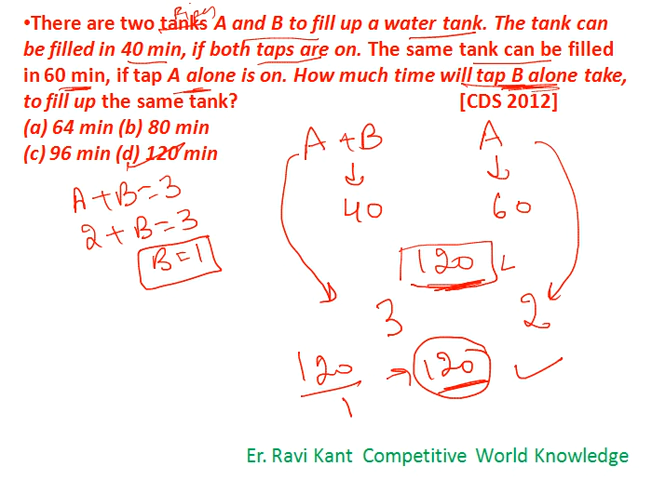 Pipes
•There are two tanks A and B to fill up a water tank. The tank can
be filled in 40 min, if both taps are on. The same tank can be filled
in 60 min, if tap A alone is on. How much time will tap B alone take,
to fill up the same tank? [CDS 2012]
(a) 64 min (b) 80 min
(c) 96 min (d) 120 min
A+B=3
2+B=3
B=1
A+B A
↓ ↓
40 60
120 L
3 2
120/1 → 120 ✓
Er. Ravi Kant Competitive World Knowledge